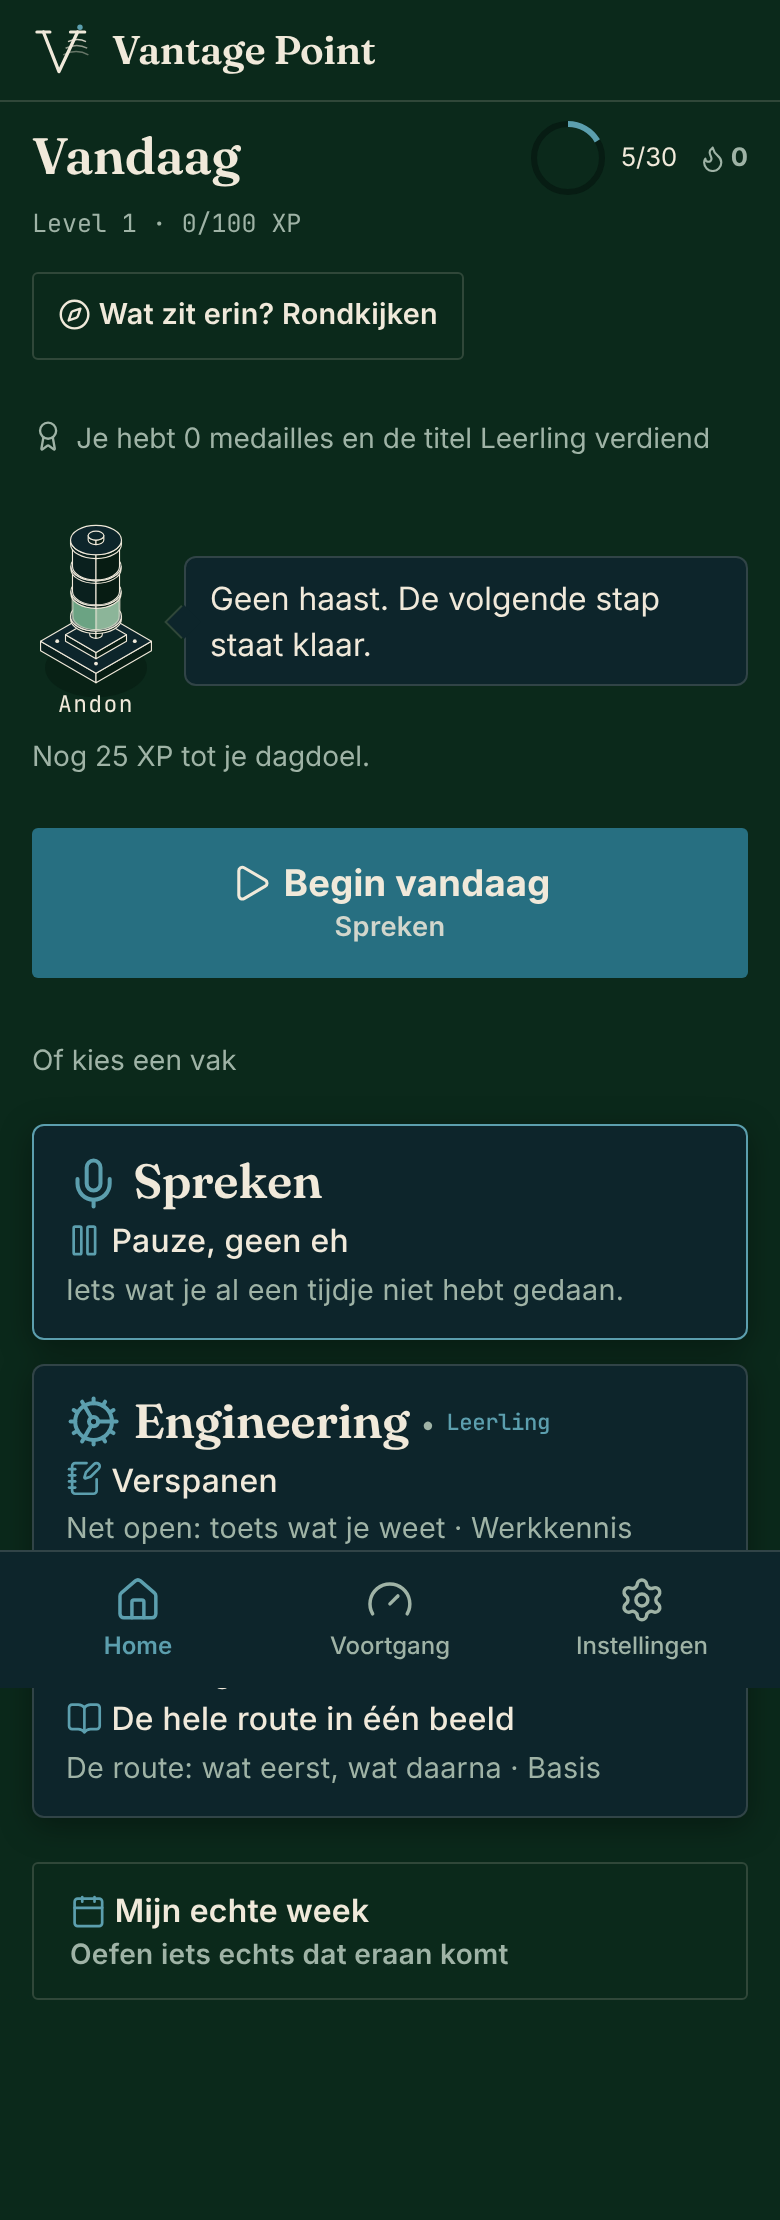 Vantage Point
Vandaag
5/30
0
Level 1 · 0/100 XP
Wat zit erin? Rondkijken
Je hebt 0 medailles en de titel Leerling verdiend
Geen haast. De volgende stap
staat klaar.
Andon
Nog 25 XP tot je dagdoel.
Begin vandaag
Spreken
Of kies een vak
Spreken
Pauze, geen eh
Iets wat je al een tijdje niet hebt gedaan.
Engineering • Leerling
Verspanen
Net open: toets wat je weet · Werkkennis
Home
Voortgang
Instellingen
De hele route in één beeld
De route: wat eerst, wat daarna · Basis
Mijn echte week
Oefen iets echts dat eraan komt